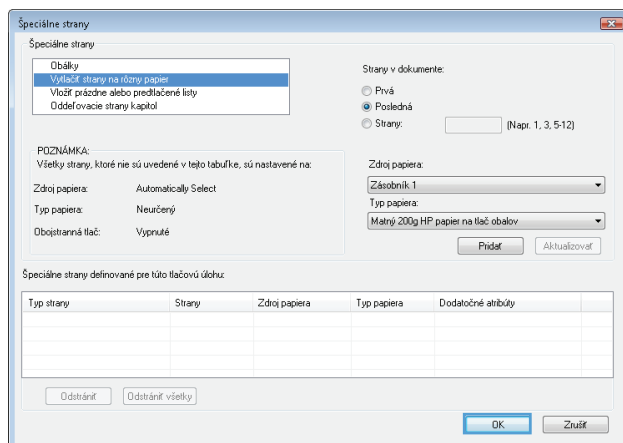 Špeciálne strany
Špeciálne strany
Obálky
Vytlačiť strany na rôzny papier
Vložiť prázdne alebo predtlačené listy
Oddeľovacie strany kapitol
Strany v dokumente:
Prvá
Posledná
Strany: (Napr. 1, 3, 5-12)
POZNÁMKA:
Všetky strany, ktoré nie sú uvedené v tejto tabuľke, sú nastavené na:
Zdroj papiera: Automatically Select
Typ papiera: Neurčený
Obojstranná tlač: Vypnuté
Zdroj papiera:
Zásobník 1
Typ papiera:
Matný 200g HP papier na tlač obalov
Pridať Aktualizovať
Špeciálne strany definované pre túto tlačovú úlohu:
Typ strany Strany Zdroj papiera Typ papiera Dodatočné atribúty
Odstrániť Odstrániť všetky
OK Zrušiť